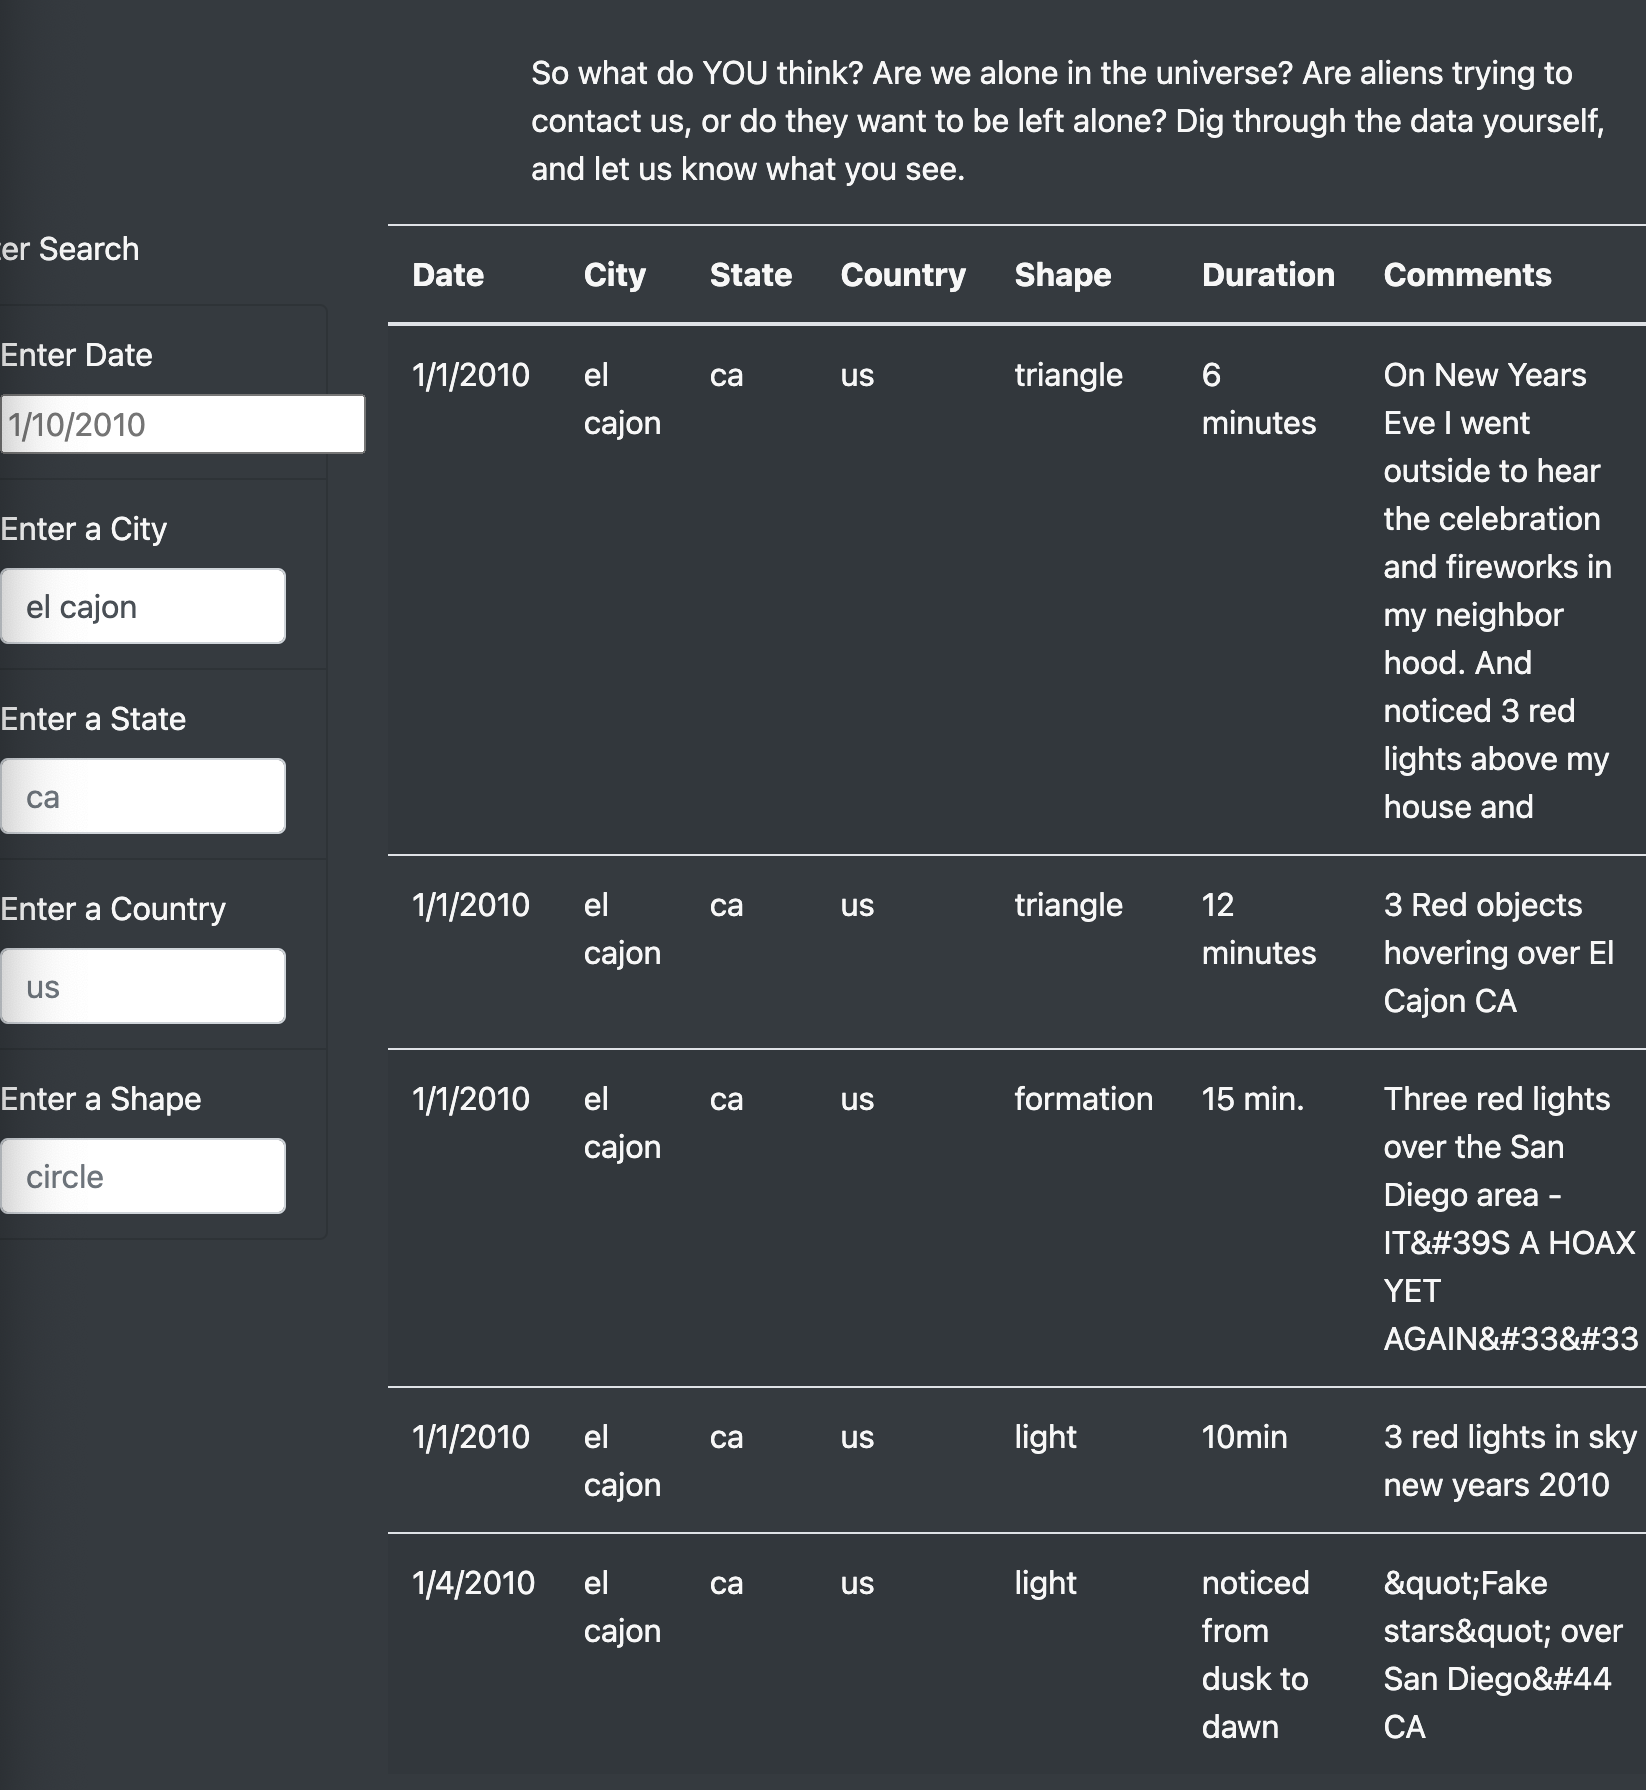 So what do YOU think? Are we alone in the universe? Are aliens trying to
contact us, or do they want to be left alone? Dig through the data yourself,
and let us know what you see.
er Search
Enter Date
1/10/2010
Enter a City
el cajon
Enter a State
ca
Enter a Country
us
Enter a Shape
circle
Date City State Country Shape Duration Comments
1/1/2010 el ca us triangle 6 On New Years
cajon minutes Eve I went
outside to hear
the celebration
and fireworks in
my neighbor
hood. And
noticed 3 red
lights above my
house and
1/1/2010 el ca us triangle 12 3 Red objects
cajon minutes hovering over El
Cajon CA
1/1/2010 el ca us formation 15 min. Three red lights
cajon over the San
Diego area -
IT&#39S A HOAX
YET
AGAIN&#33&#33
1/1/2010 el ca us light 10min 3 red lights in sky
cajon new years 2010
1/4/2010 el ca us light noticed &quot;Fake
cajon from stars&quot; over
dusk to San Diego&#44
dawn CA